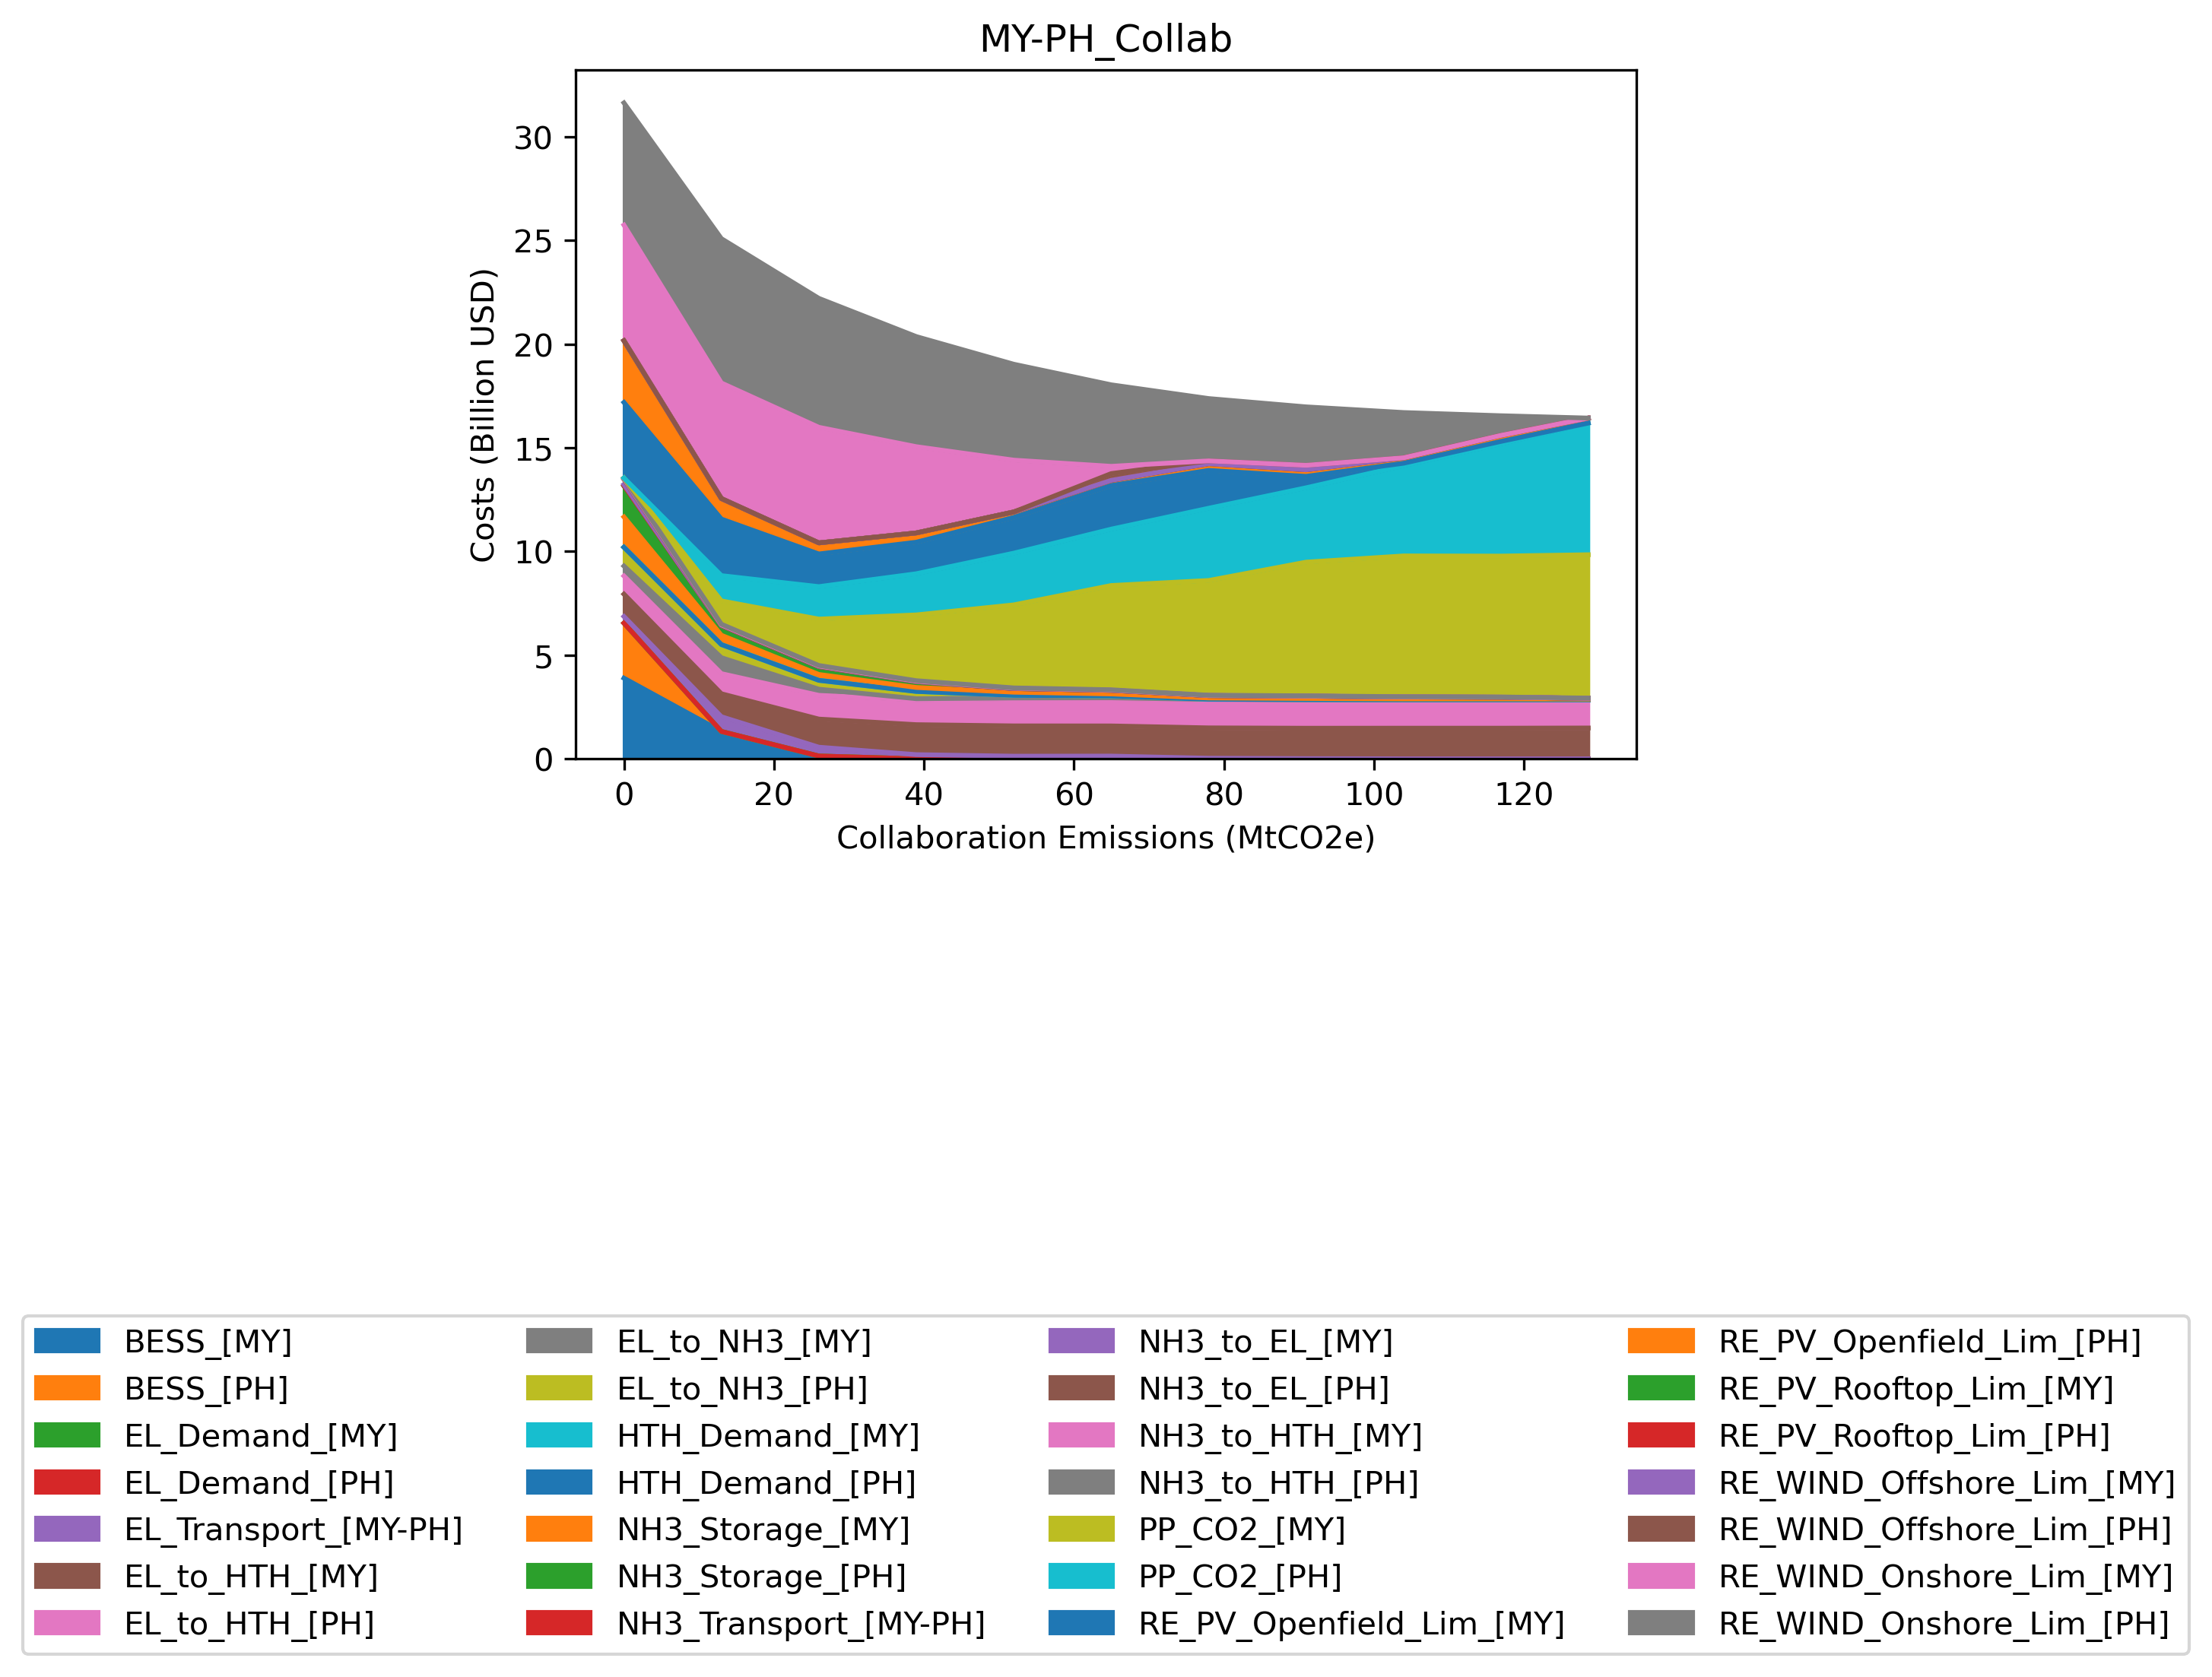 MY-PH_Collab
Costs (Billion USD)
30
25
20
15
10
5
0
0 20 40 60 80 100 120
Collaboration Emissions (MtCO2e)
BESS_[MY]
BESS_[PH]
EL_Demand_[MY]
EL_Demand_[PH]
EL_Transport_[MY-PH]
EL_to_HTH_[MY]
EL_to_HTH_[PH]
EL_to_NH3_[MY]
EL_to_NH3_[PH]
HTH_Demand_[MY]
HTH_Demand_[PH]
NH3_Storage_[MY]
NH3_Storage_[PH]
NH3_Transport_[MY-PH]
NH3_to_EL_[MY]
NH3_to_EL_[PH]
NH3_to_HTH_[MY]
NH3_to_HTH_[PH]
PP_CO2_[MY]
PP_CO2_[PH]
RE_PV_Openfield_Lim_[MY]
RE_PV_Openfield_Lim_[PH]
RE_PV_Rooftop_Lim_[MY]
RE_PV_Rooftop_Lim_[PH]
RE_WIND_Offshore_Lim_[MY]
RE_WIND_Offshore_Lim_[PH]
RE_WIND_Onshore_Lim_[MY]
RE_WIND_Onshore_Lim_[PH]